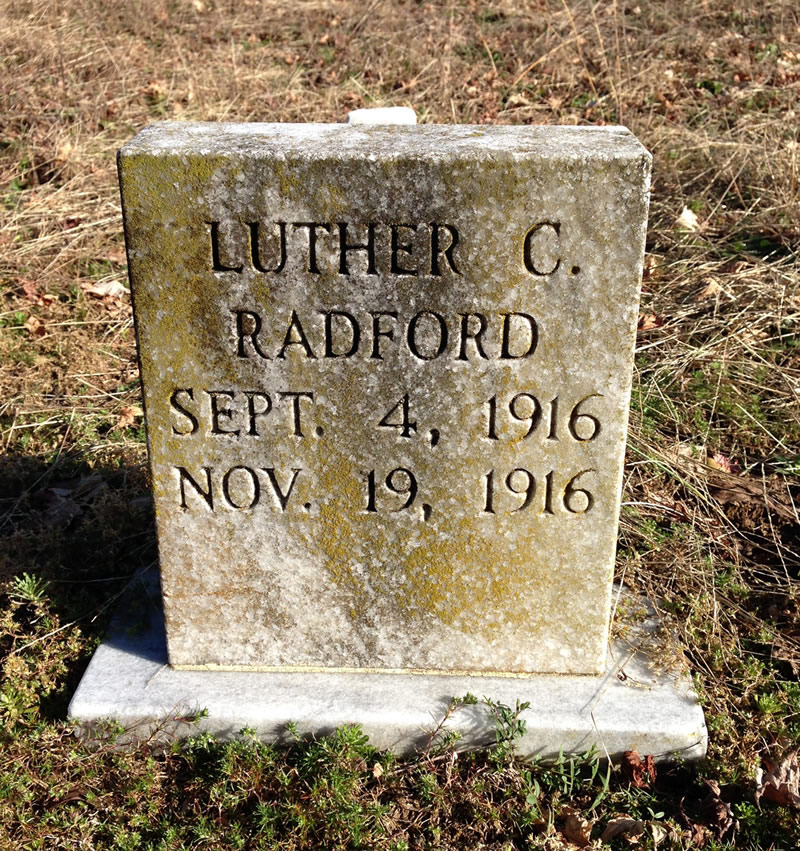 LUTHER C.
RADFORD
SEPT. 4, 1916
NOV. 19, 1916